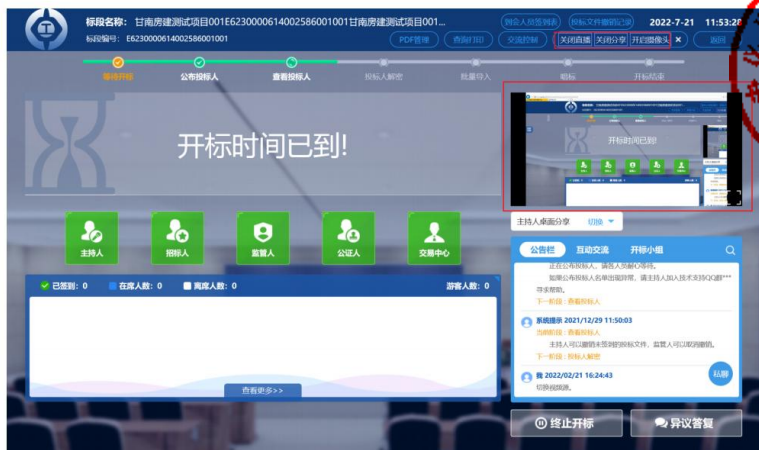 标段名称： 甘南房建测试项目001E6230000614002586001001甘南房建测试项目001...
到会人员签到表 投标文件撤销记录 2022-7-21 11:53:28
标段编号： E6230000614002586001001
PDF管理 查询打印 交流控制 关闭直播 关闭分享 开启摄像头 × 返回
等待开标 公布投标人 查看投标人 投标人解密 批量导入 唱标 开标结束
开标时间已到!
开标时间已到!
主持人桌面分享 切换
主持人 招标人 监管人 公证人 交易中心
公告栏 互动交流 开标小组
已签到：0 在席人数：0 离席人数：0 游客人数：0
正在公布投标人，请各人员耐心等待。
如果公布投标人名单出现异常，请主持人加入技术支持QQ群***
寻求帮助。
下一阶段：查看投标人
系统提示 2021/12/29 11:50:03
当前阶段：查看投标人
主持人可以撤销未签到的投标文件，监管人可以取消撤销。
下一阶段：投标人解密
我 2022/02/21 16:24:43
切换视频源。
私聊
查看更多>>
终止开标 异议答复